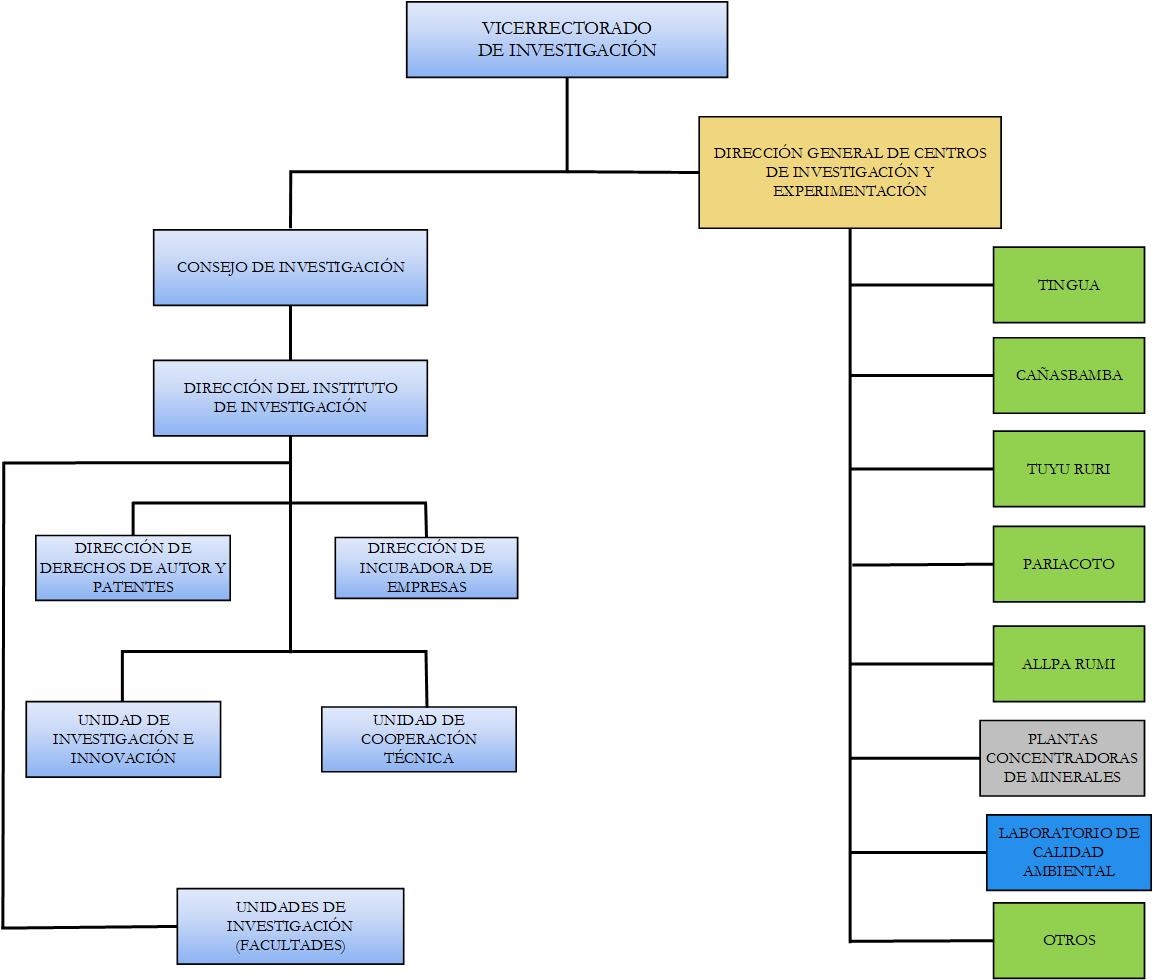 VICERRECTORADO
DE INVESTIGACIÓN
DIRECCIÓN GENERAL DE CENTROS
DE INVESTIGACIÓN Y
EXPERIMENTACIÓN
CONSEJO DE INVESTIGACIÓN
DIRECCIÓN DEL INSTITUTO
DE INVESTIGACIÓN
DIRECCIÓN DE
DERECHOS DE AUTOR Y
PATENTES
DIRECCIÓN DE
INCUBADORA DE
EMPRESAS
UNIDAD DE
INVESTIGACIÓN E
INNOVACIÓN
UNIDAD DE
COOPERACIÓN
TÉCNICA
UNIDADES DE
INVESTIGACIÓN
(FACULTADES)
TINGUA
CAÑASBAMBA
TUYU RURI
PARIACOTO
ALLPA RUMI
PLANTAS
CONCENTRADORAS
DE MINERALES
LABORATORIO DE
CALIDAD
AMBIENTAL
OTROS